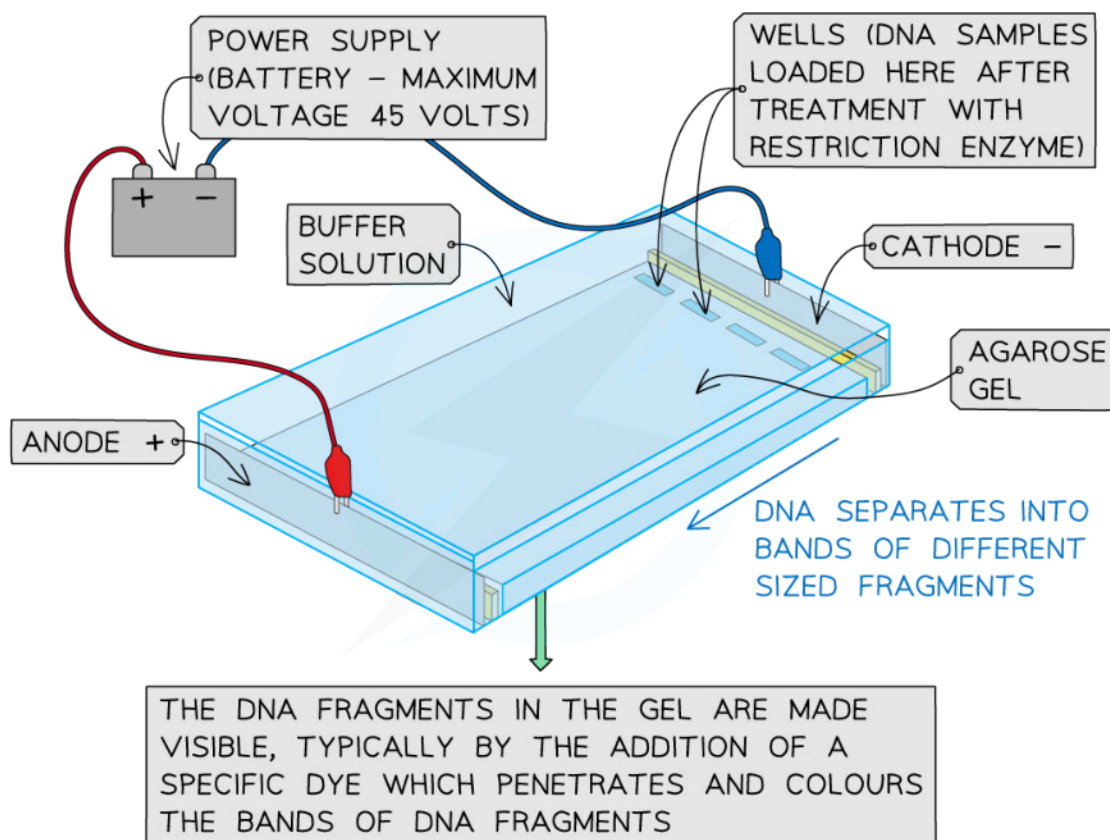 POWER SUPPLY
(BATTERY – MAXIMUM
VOLTAGE 45 VOLTS)
WELLS (DNA SAMPLES
LOADED HERE AFTER
TREATMENT WITH
RESTRICTION ENZYME)
+ −
BUFFER
SOLUTION
CATHODE −
AGAROSE
GEL
ANODE +
DNA SEPARATES INTO
BANDS OF DIFFERENT
SIZED FRAGMENTS
THE DNA FRAGMENTS IN THE GEL ARE MADE
VISIBLE, TYPICALLY BY THE ADDITION OF A
SPECIFIC DYE WHICH PENETRATES AND COLOURS
THE BANDS OF DNA FRAGMENTS